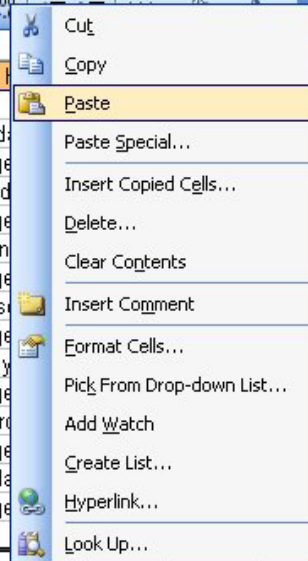 Cut
Copy
Paste
Paste Special...
Insert Copied Cells...
Delete...
Clear Contents
Insert Comment
Format Cells...
Pick From Drop-down List...
Add Watch
Create List...
Hyperlink...
Look Up...